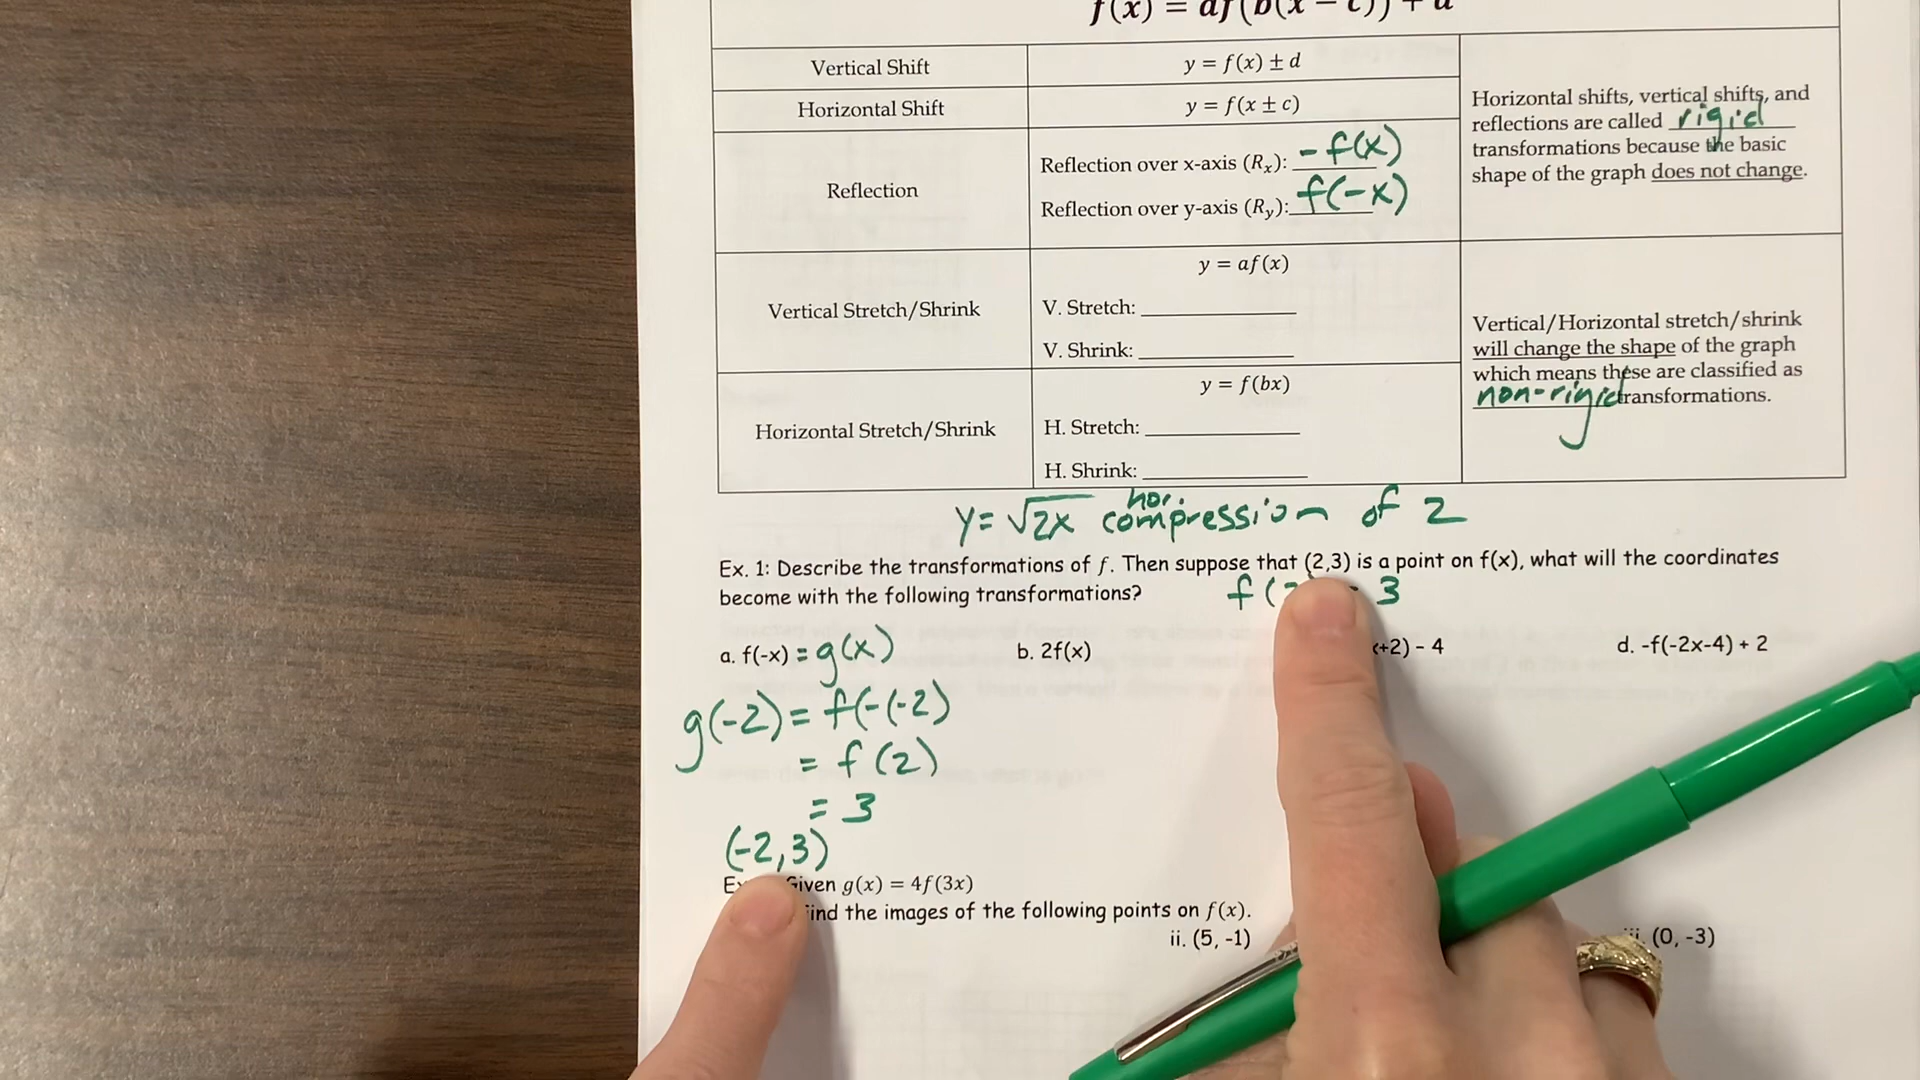 f(x) = af(b(x − c)) + d
Vertical Shift
y = f(x) ± d
Horizontal Shift
y = f(x ± c)
Reflection
Reflection over x-axis (Rx): -f(x)
Reflection over y-axis (Ry): f(-x)
Horizontal shifts, vertical shifts, and
reflections are called rigid
transformations because the basic
shape of the graph does not change.
Vertical Stretch/Shrink
y = af(x)
V. Stretch:
V. Shrink:
Horizontal Stretch/Shrink
y = f(bx)
H. Stretch:
H. Shrink:
Vertical/Horizontal stretch/shrink
will change the shape of the graph
which means these are classified as
non-rigid transformations.
y = √2x hor. compression of 2
Ex. 1: Describe the transformations of f. Then suppose that (2,3) is a point on f(x), what will the coordinates
become with the following transformations?
f( 3
a. f(-x) = g(x)
b. 2f(x)
+2) - 4
d. -f(-2x-4) + 2
g(-2) = f(-(-2)
= f(2)
= 3
(-2,3)
Given g(x) = 4f(3x)
the images of the following points on f(x).
ii. (5, -1)
(0, -3)